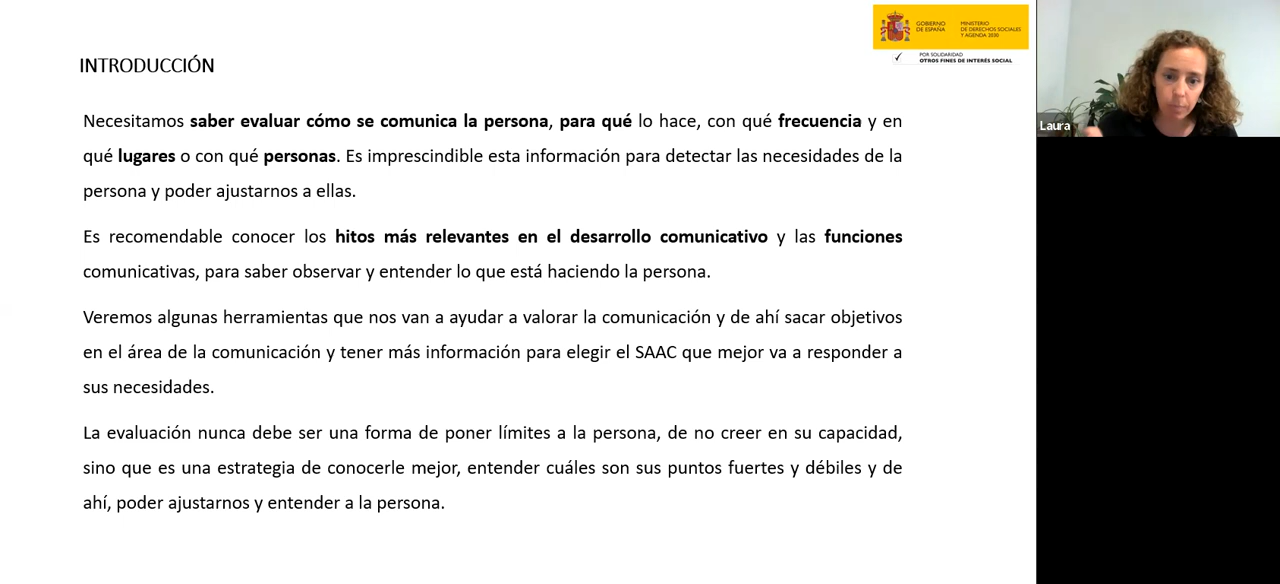 GOBIERNO
DE ESPAÑA
MINISTERIO
DE DERECHOS SOCIALES
Y AGENDA 2030
POR SOLIDARIDAD
OTROS FINES DE INTERÉS SOCIAL
INTRODUCCIÓN
Necesitamos saber evaluar cómo se comunica la persona, para qué lo hace, con qué frecuencia y en
qué lugares o con qué personas. Es imprescindible esta información para detectar las necesidades de la
persona y poder ajustarnos a ellas.
Es recomendable conocer los hitos más relevantes en el desarrollo comunicativo y las funciones
comunicativas, para saber observar y entender lo que está haciendo la persona.
Veremos algunas herramientas que nos van a ayudar a valorar la comunicación y de ahí sacar objetivos
en el área de la comunicación y tener más información para elegir el SAAC que mejor va a responder a
sus necesidades.
La evaluación nunca debe ser una forma de poner límites a la persona, de no creer en su capacidad,
sino que es una estrategia de conocerle mejor, entender cuáles son sus puntos fuertes y débiles y de
ahí, poder ajustarnos y entender a la persona.
Laura